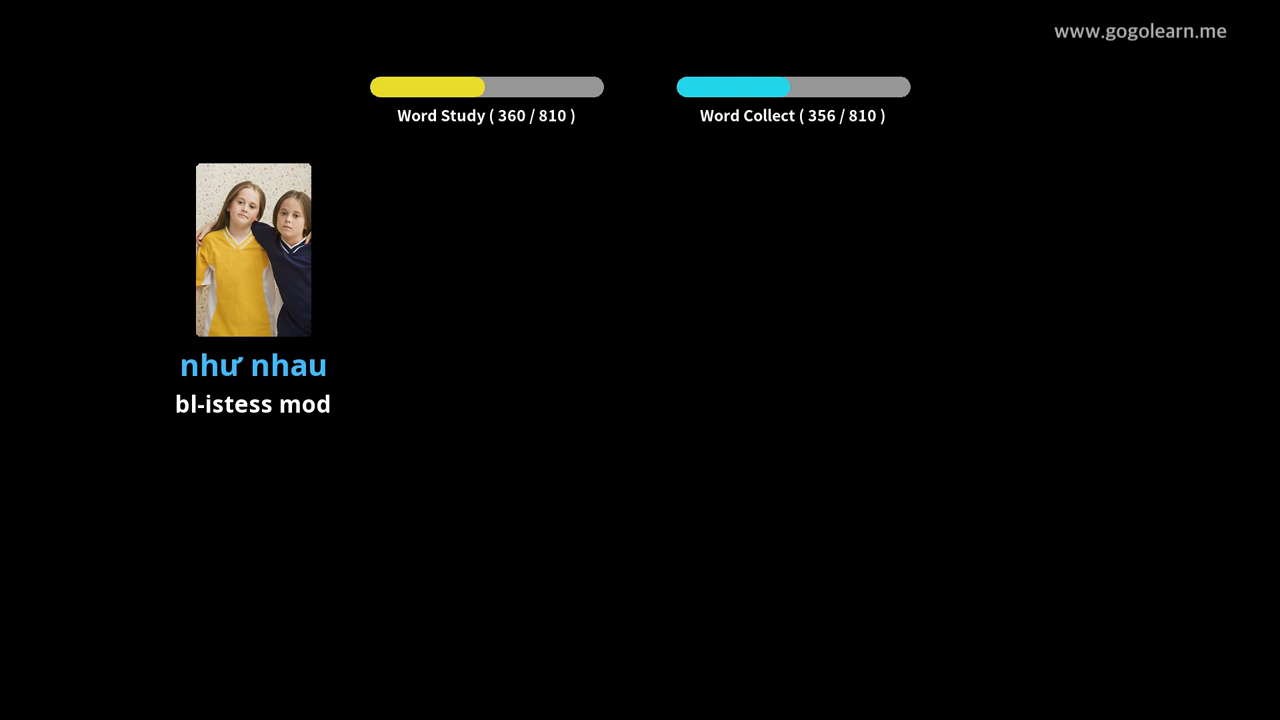 www.gogolearn.me
Word Study ( 360 / 810 )
Word Collect ( 356 / 810 )
như nhau
bl-istess mod